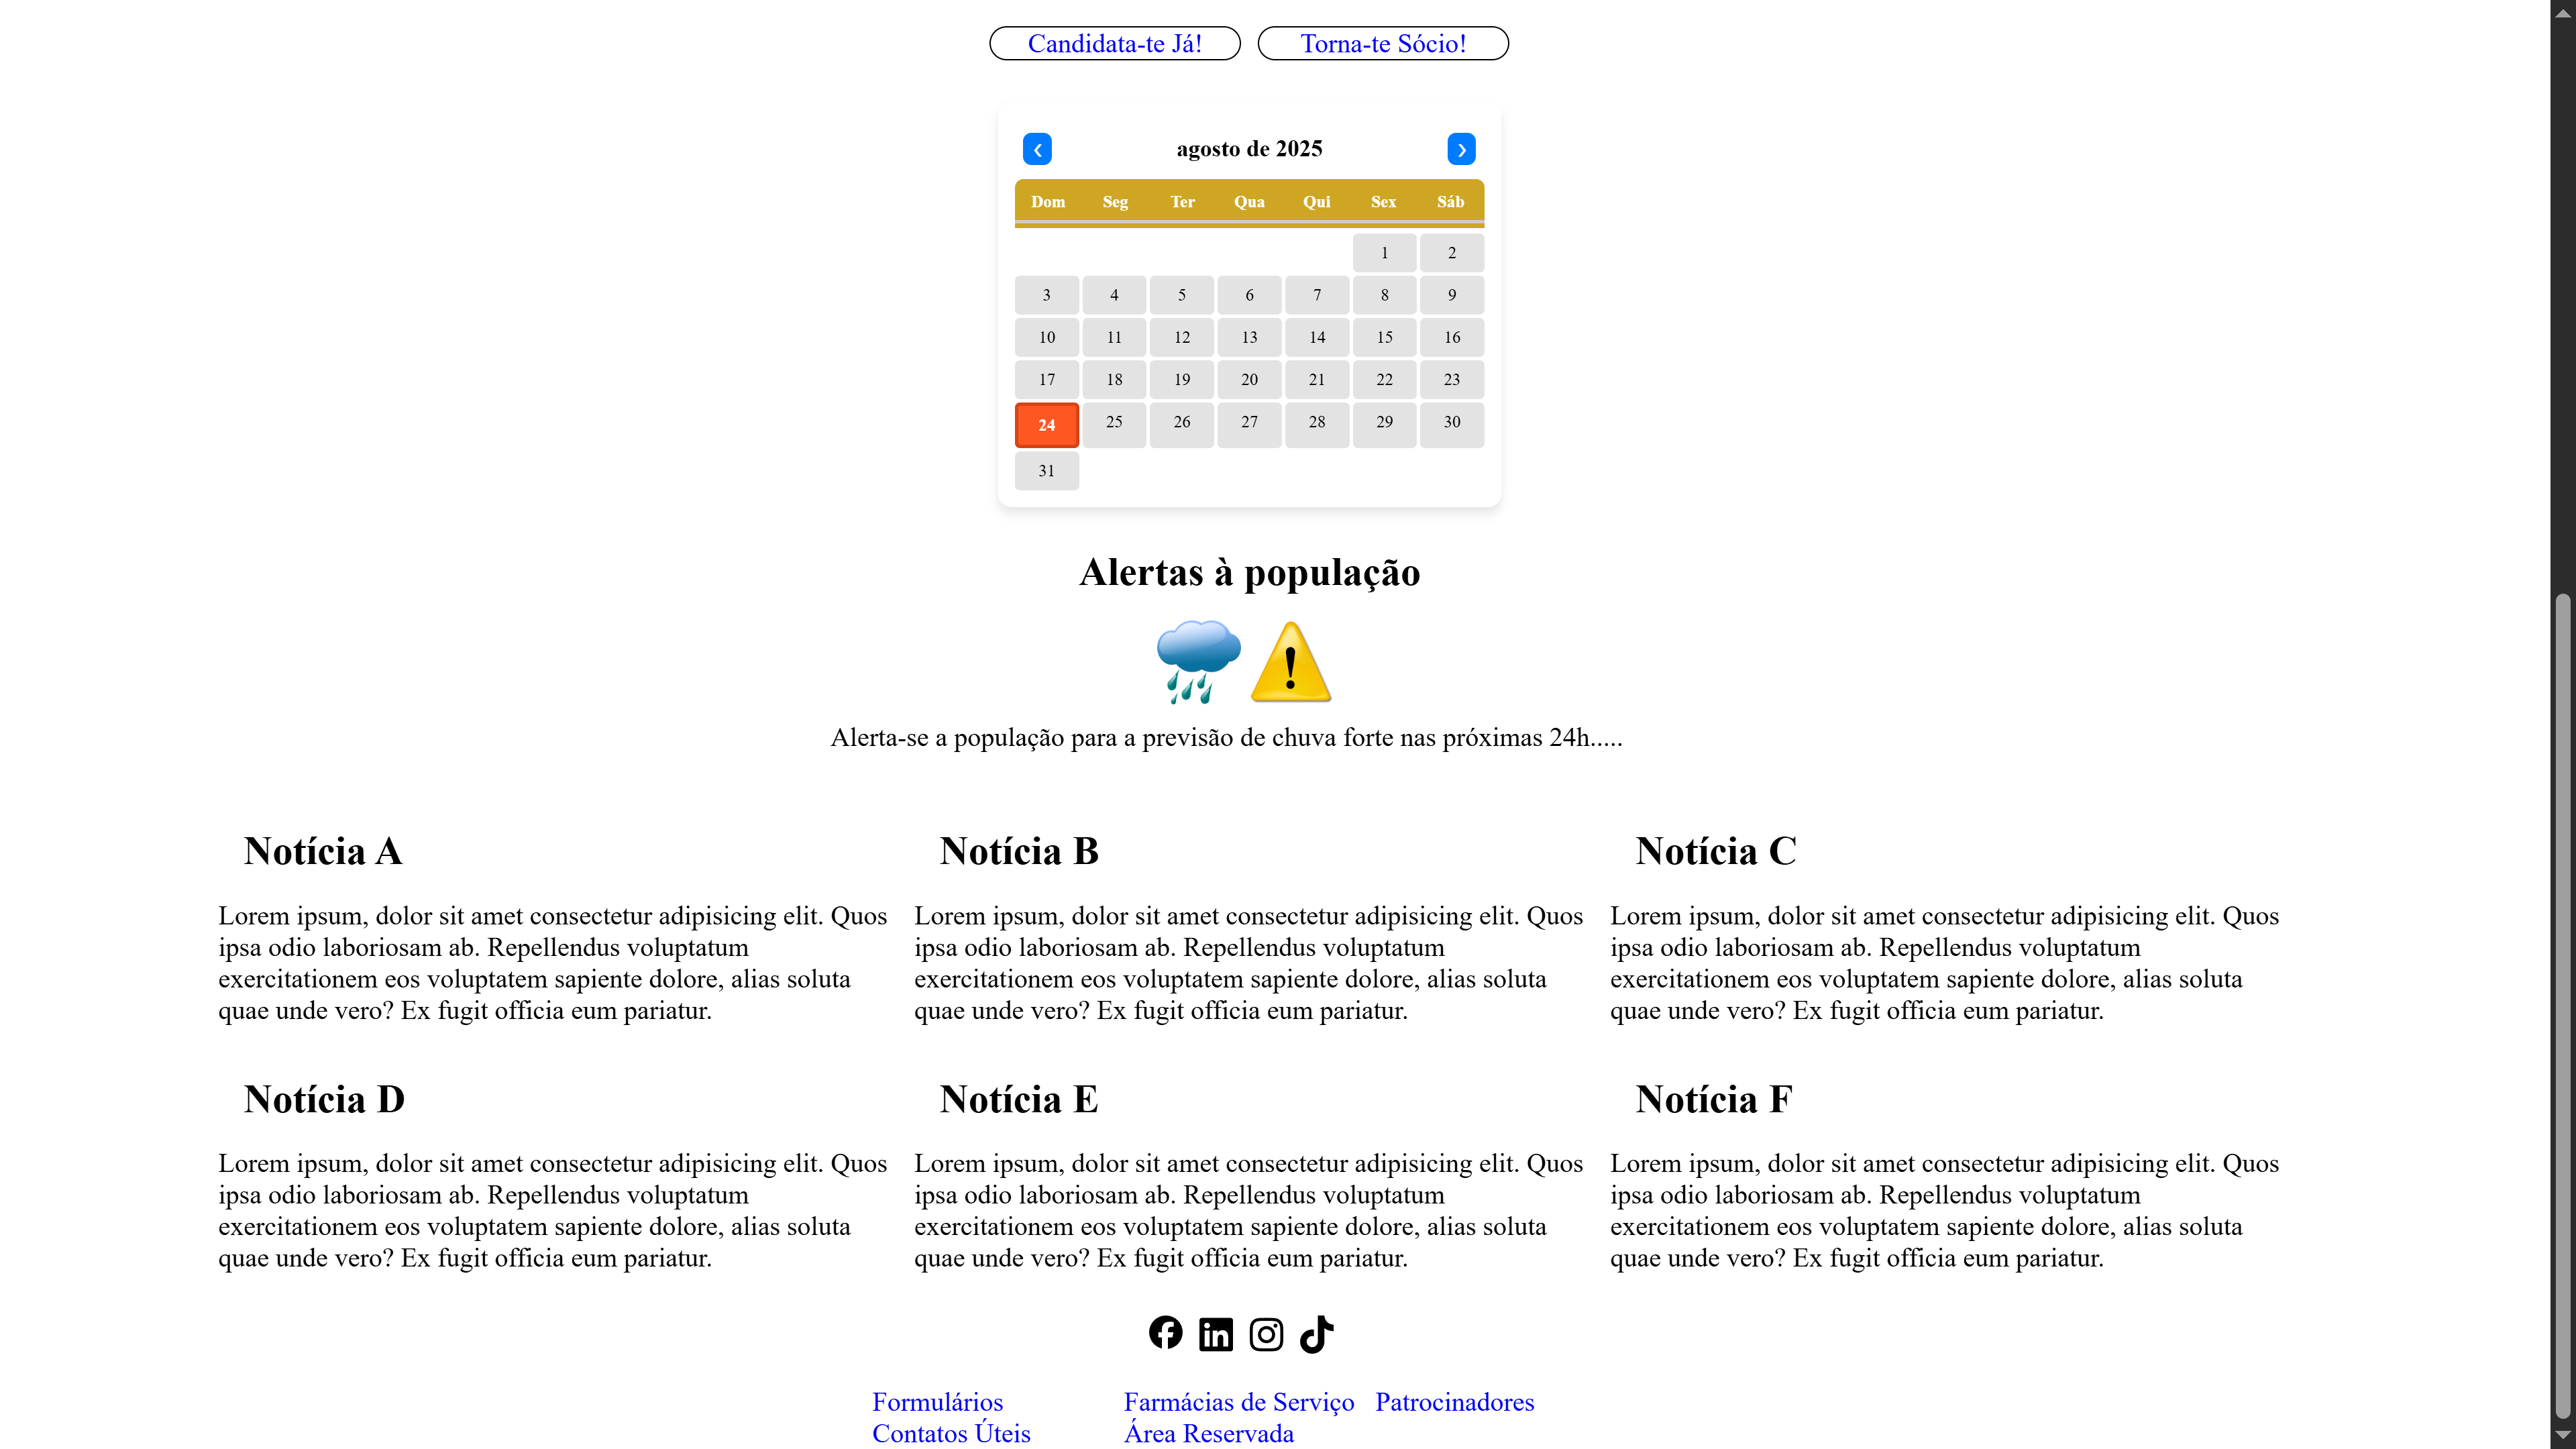 Candidata-te Já! Torna-te Sócio!
‹ agosto de 2025 ›
Dom Seg Ter Qua Qui Sex Sáb
1 2
3 4 5 6 7 8 9
10 11 12 13 14 15 16
17 18 19 20 21 22 23
24 25 26 27 28 29 30
31
Alertas à população
Alerta-se a população para a previsão de chuva forte nas próximas 24h.....
Notícia A
Lorem ipsum, dolor sit amet consectetur adipisicing elit. Quos
ipsa odio laboriosam ab. Repellendus voluptatum
exercitationem eos voluptatem sapiente dolore, alias soluta
quae unde vero? Ex fugit officia eum pariatur.
Notícia B
Lorem ipsum, dolor sit amet consectetur adipisicing elit. Quos
ipsa odio laboriosam ab. Repellendus voluptatum
exercitationem eos voluptatem sapiente dolore, alias soluta
quae unde vero? Ex fugit officia eum pariatur.
Notícia C
Lorem ipsum, dolor sit amet consectetur adipisicing elit. Quos
ipsa odio laboriosam ab. Repellendus voluptatum
exercitationem eos voluptatem sapiente dolore, alias soluta
quae unde vero? Ex fugit officia eum pariatur.
Notícia D
Lorem ipsum, dolor sit amet consectetur adipisicing elit. Quos
ipsa odio laboriosam ab. Repellendus voluptatum
exercitationem eos voluptatem sapiente dolore, alias soluta
quae unde vero? Ex fugit officia eum pariatur.
Notícia E
Lorem ipsum, dolor sit amet consectetur adipisicing elit. Quos
ipsa odio laboriosam ab. Repellendus voluptatum
exercitationem eos voluptatem sapiente dolore, alias soluta
quae unde vero? Ex fugit officia eum pariatur.
Notícia F
Lorem ipsum, dolor sit amet consectetur adipisicing elit. Quos
ipsa odio laboriosam ab. Repellendus voluptatum
exercitationem eos voluptatem sapiente dolore, alias soluta
quae unde vero? Ex fugit officia eum pariatur.
Formulários Farmácias de Serviço Patrocinadores
Contatos Úteis Área Reservada